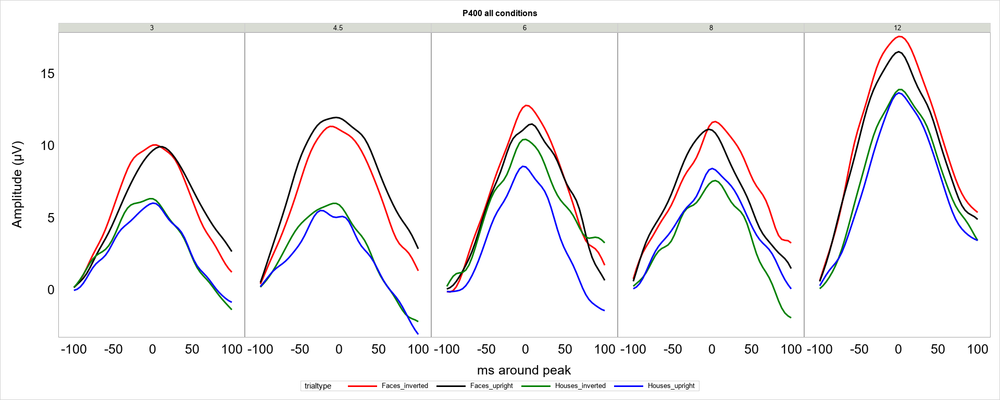 P400 all conditions
3 4.5 6 8 12
15
10
5
0
Amplitude (µV)
-100 -50 0 50 100 -100 -50 0 50 100 -100 -50 0 50 100 -100 -50 0 50 100 -100 -50 0 50 100
ms around peak
trialtype Faces_inverted Faces_upright Houses_inverted Houses_upright